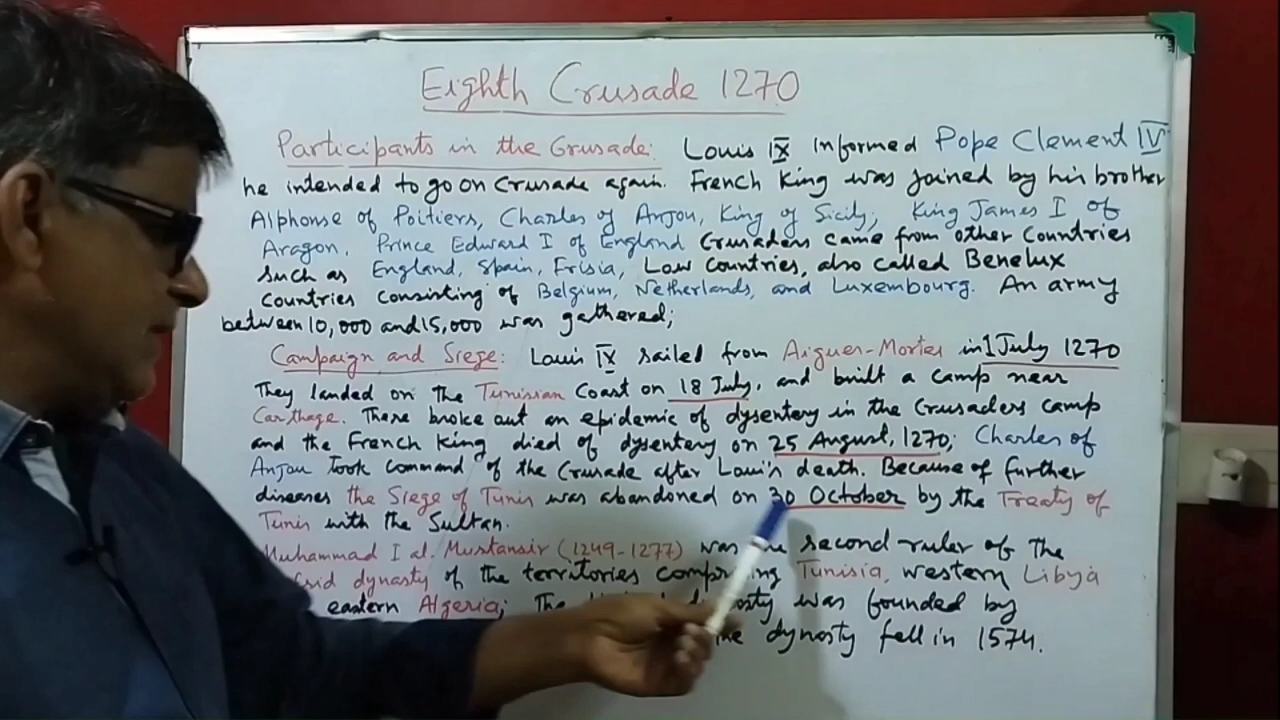 Eighth Crusade 1270
Participants in the Crusade: Louis IX informed Pope Clement IV
he intended to go on Crusade again. French King was joined by his brother
Alphonse of Poitiers, Charles of Anjou, King of Sicily, King James I of
Aragon, Prince Edward I of England Crusaders came from other countries
such as England, Spain, Frisia, Low Countries, also called Benelux
Countries consisting of Belgium, Netherlands, and Luxembourg. An army
between 10,000 and 15,000 was gathered;
Campaign and Siege: Louis IX sailed from Aigues-Mortes in 1 July 1270
They landed on the Tunisian Coast on 18 July, and built a camp near
Carthage. There broke out an epidemic of dysentery in the Crusaders camp
and the French King died of dysentery on 25 August, 1270; Charles of
Anjou took command of the Crusade after Louis's death. Because of further
diseases the Siege of Tunis was abandoned on 30 October by the Treaty of
Tunis with the Sultan.
Muhammad I al-Mustansir (1249-1277) was second ruler of the
dynasty of the territories Tunisia, western Libya
eastern Algeria; The was founded by
dynasty fell in 1574.